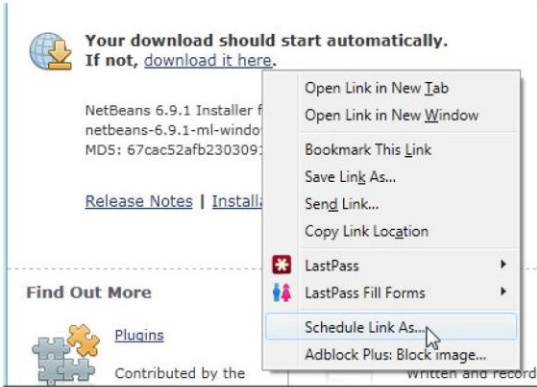 Your download should start automatically.
If not, download it here.
Open Link in New Tab
Open Link in New Window
NetBeans 6.9.1 Installer f
netbeans-6.9.1-ml-windo
MD5: 67cac52afb230309
Bookmark This Link
Save Link As...
Send Link...
Copy Link Location
Release Notes | Installa
LastPass
LastPass Fill Forms
Find Out More
Schedule Link As...
Adblock Plus: Block image...
Plugins
Contributed by the
Written and record